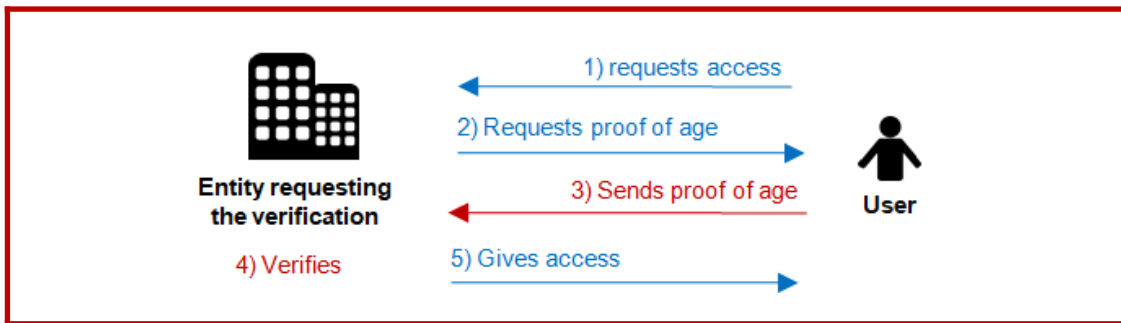 1) requests access
2) Requests proof of age
Entity requesting
the verification
3) Sends proof of age
User
4) Verifies
5) Gives access